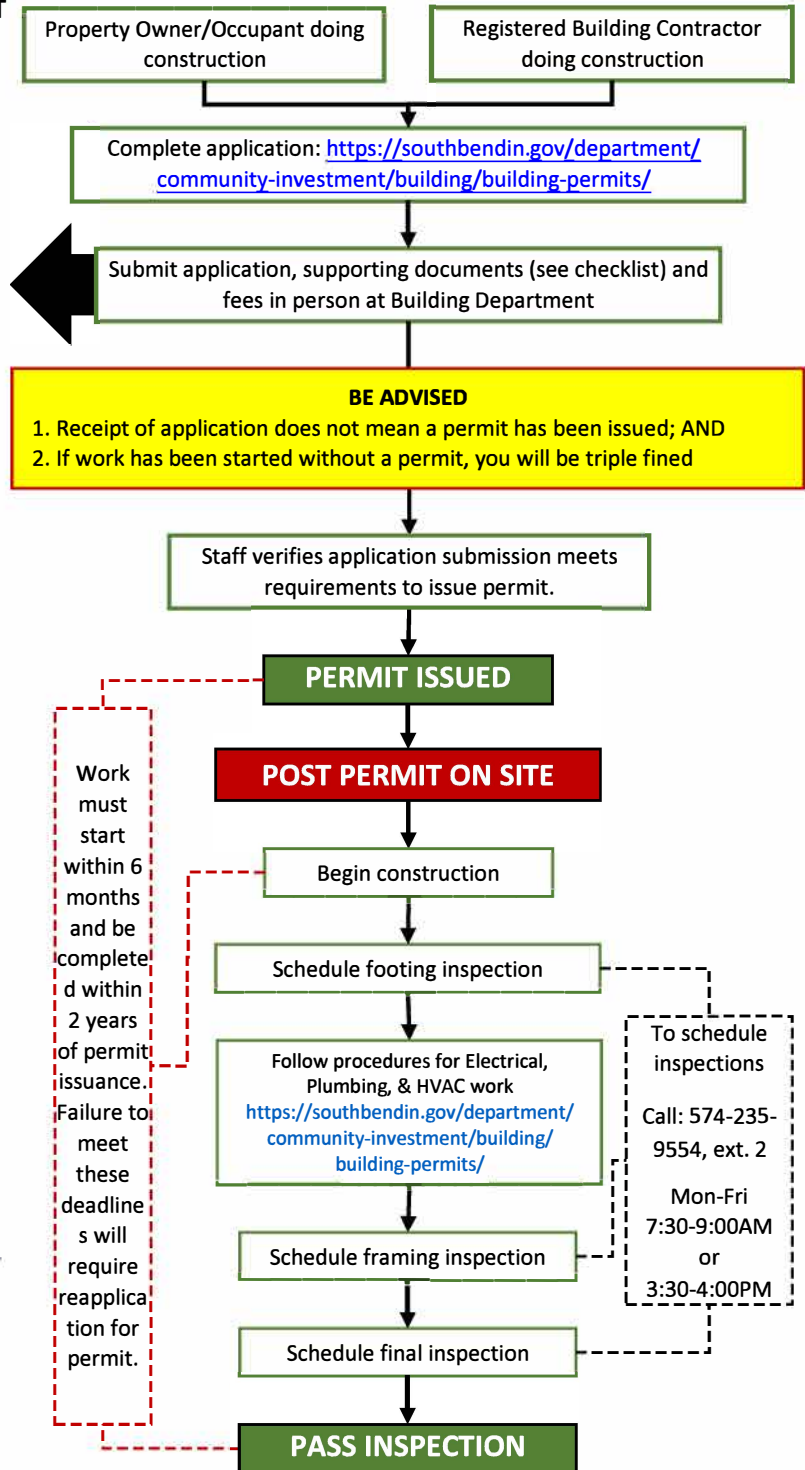 Property Owner/Occupant doing
construction
Registered Building Contractor
doing construction
Complete application: https://southbendin.gov/department/
community-investment/building/building-permits/
Submit application, supporting documents (see checklist) and
fees in person at Building Department
BE ADVISED
1. Receipt of application does not mean a permit has been issued; AND
2. If work has been started without a permit, you will be triple fined
Staff verifies application submission meets
requirements to issue permit.
PERMIT ISSUED
POST PERMIT ON SITE
Work
must
start
within 6
months
and be
complete
d within
2 years
of permit
issuance.
Failure to
meet
these
deadline
s will
require
reapplica
tion for
permit.
Begin construction
Schedule footing inspection
Follow procedures for Electrical,
Plumbing, & HVAC work
https://southbendin.gov/department/
community-investment/building/
building-permits/
To schedule
inspections
Call: 574-235-
9554, ext. 2
Mon-Fri
7:30-9:00AM
or
3:30-4:00PM
Schedule framing inspection
Schedule final inspection
PASS INSPECTION